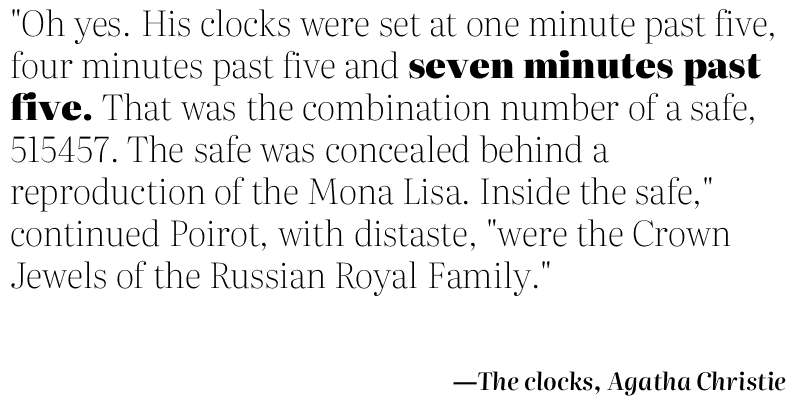 "Oh yes. His clocks were set at one minute past five,
four minutes past five and seven minutes past
five. That was the combination number of a safe,
515457. The safe was concealed behind a
reproduction of the Mona Lisa. Inside the safe,"
continued Poirot, with distaste, "were the Crown
Jewels of the Russian Royal Family."
—The clocks, Agatha Christie